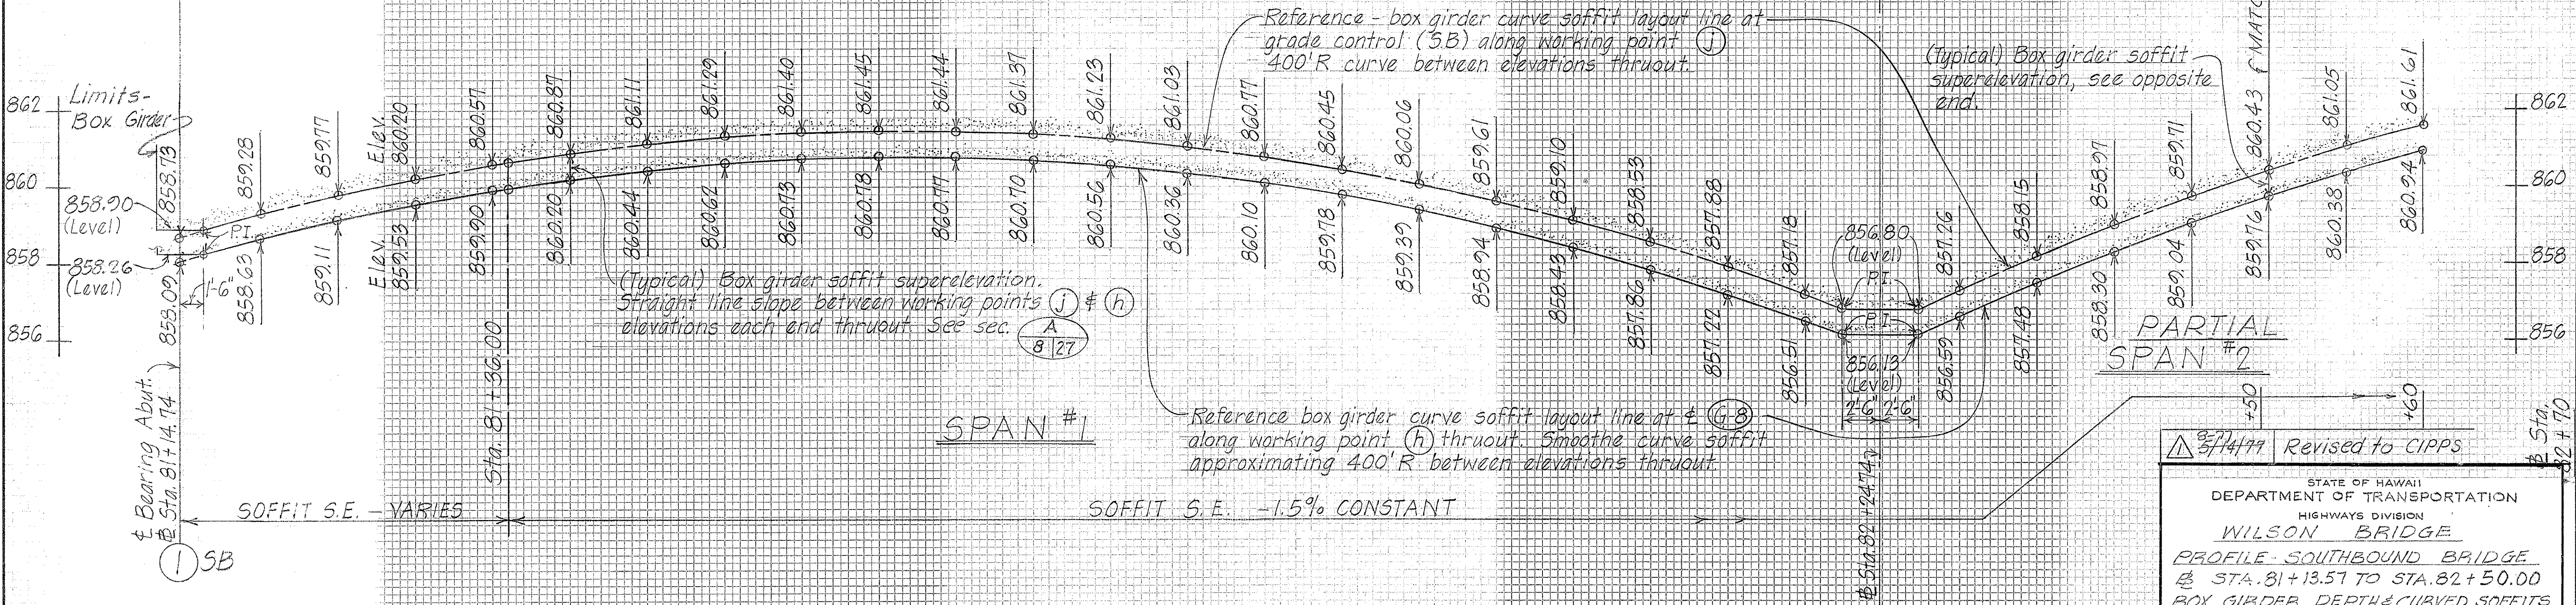 Reference - box girder curve soffit layout line at
grade control (S.B) along working point (j)
400'R curve between elevations thruout.
(Typical) Box girder soffit
superelevation, see opposite
end.
862
860
858
856
Limits-
Box Girder
858.90
(Level)
858.26
(Level)
P.I.
1'-6"
Elev.
858.73
859.28
859.77
860.20
860.57
860.87
861.11
861.29
861.40
861.45
861.44
861.37
861.23
861.03
860.77
860.45
860.06
859.61
859.10
858.53
857.88
857.18
857.26
858.15
858.97
859.71
860.43
861.05
861.61
Elev.
858.09
858.63
859.11
859.53
859.90
860.20
860.44
860.62
860.73
860.78
860.77
860.70
860.56
860.36
860.10
859.78
859.39
858.94
858.43
857.86
857.22
856.51
856.59
857.48
858.30
859.04
859.76
860.38
860.94
856.80
(Level)
P.I.
P.I.
856.13
(Level)
2'-6" 2'-6"
862
860
858
856
(Typical) Box girder soffit superelevation.
Straight line slope between working points (j) & (h)
elevations each end thruout. See sec.
A
8 27
Reference box girder curve soffit layout line at ℄ G-8
along working point (h) thruout. Smoothe curve soffit
approximating 400'R between elevations thruout.
SPAN #1
PARTIAL
SPAN #2
℄ Bearing Abut.
Sta. 81+14.74
Sta. 81+36.00
Sta. 82+24.74
+50
+60
Sta.
82+70
SOFFIT S.E. - VARIES
SOFFIT S.E. -1.5% CONSTANT
1 SB
1 Revised to CIPPS
STATE OF HAWAII
DEPARTMENT OF TRANSPORTATION
HIGHWAYS DIVISION
WILSON BRIDGE
PROFILE-SOUTHBOUND BRIDGE
STA. 81+13.57 TO STA. 82+50.00
BOX GIRDER DEPTH & CURVED SOFFITS